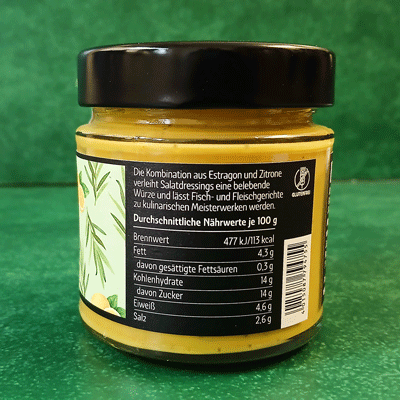 Die Kombination aus Estragon und Zitrone
verleiht Salatdressings eine belebende
Würze und lässt Fisch- und Fleischgerichte
zu kulinarischen Meisterwerken werden.
GLUTENFREI
Durchschnittliche Nährwerte je 100 g
Brennwert 477 kJ/113 kcal
Fett 4,3 g
davon gesättigte Fettsäuren 0,3 g
Kohlenhydrate 14 g
davon Zucker 14 g
Eiweiß 4,6 g
Salz 2,6 g